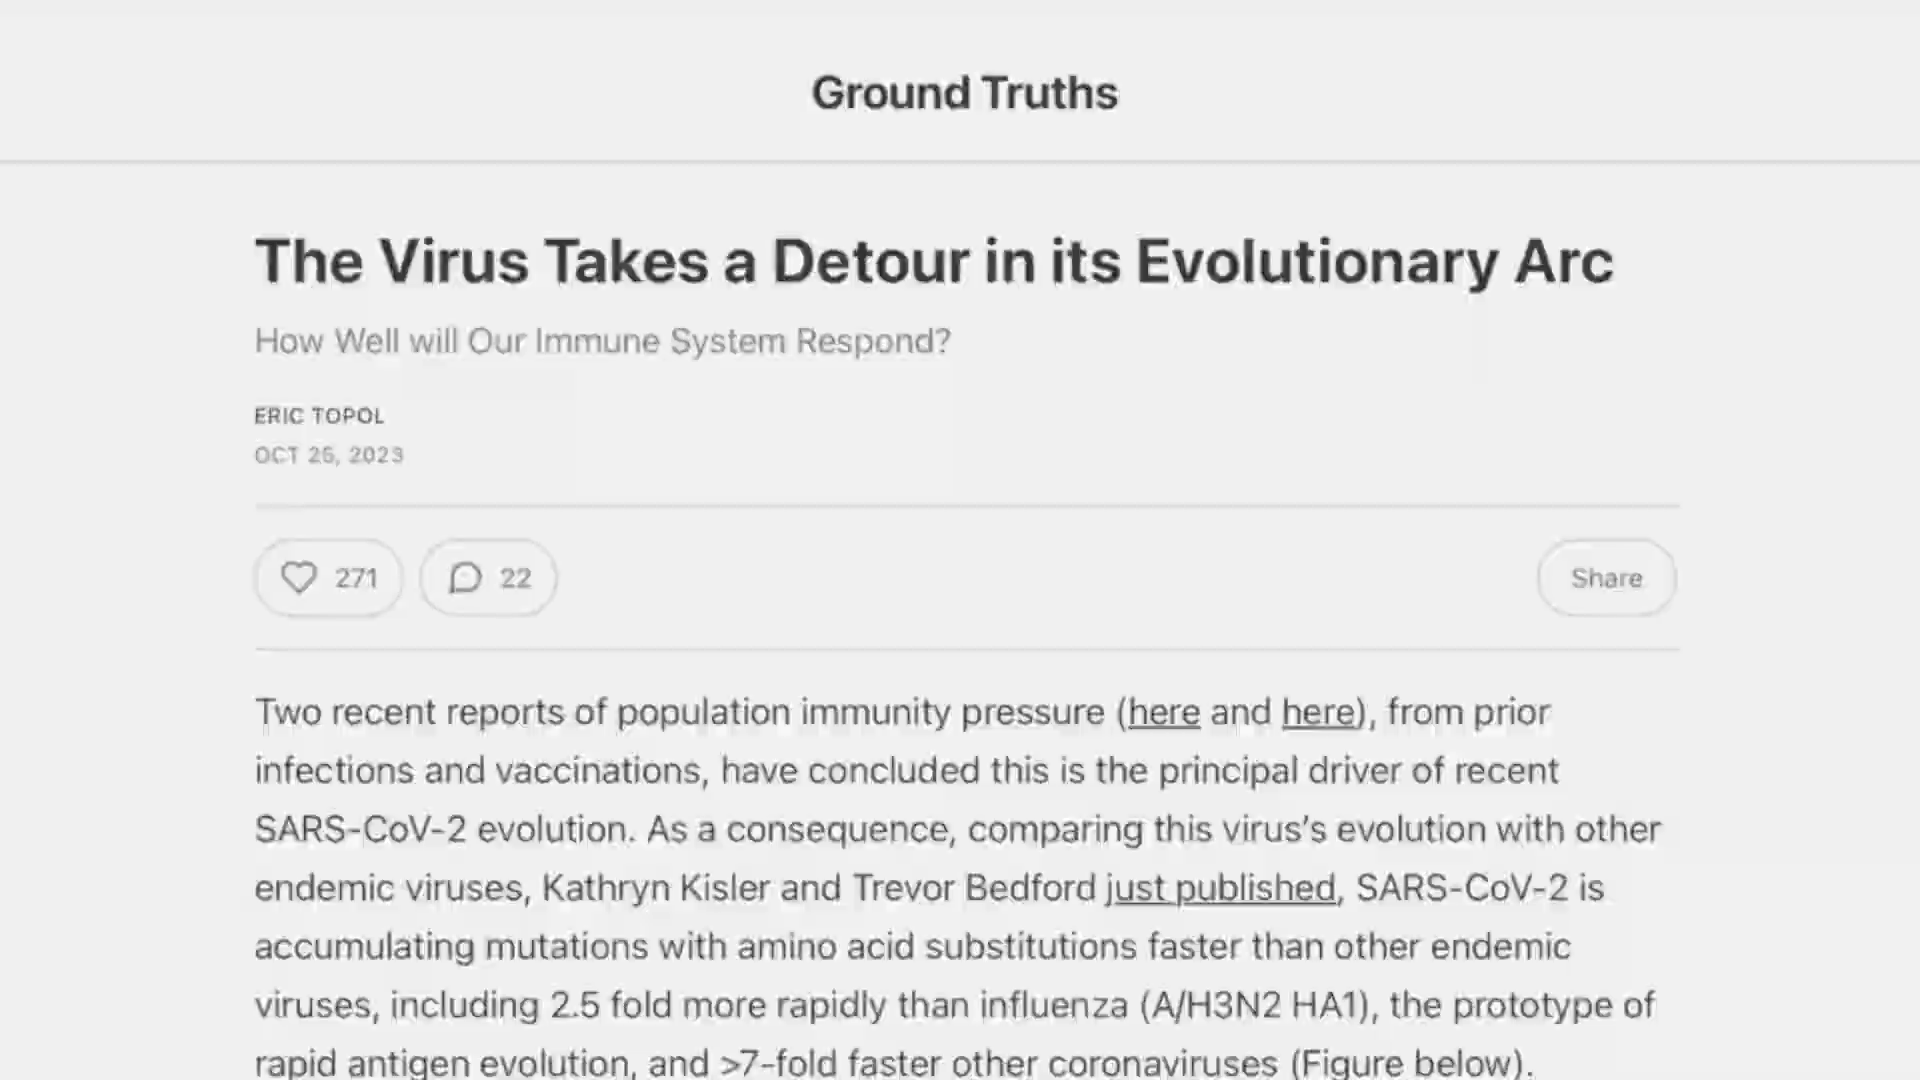 Ground Truths
The Virus Takes a Detour in its Evolutionary Arc
How Well will Our Immune System Respond?
ERIC TOPOL
OCT 25, 2023
271 22 Share
Two recent reports of population immunity pressure (here and here), from prior
infections and vaccinations, have concluded this is the principal driver of recent
SARS-CoV-2 evolution. As a consequence, comparing this virus’s evolution with other
endemic viruses, Kathryn Kisler and Trevor Bedford just published, SARS-CoV-2 is
accumulating mutations with amino acid substitutions faster than other endemic
viruses, including 2.5 fold more rapidly than influenza (A/H3N2 HA1), the prototype of
rapid antigen evolution, and >7-fold faster other coronaviruses (Figure below).